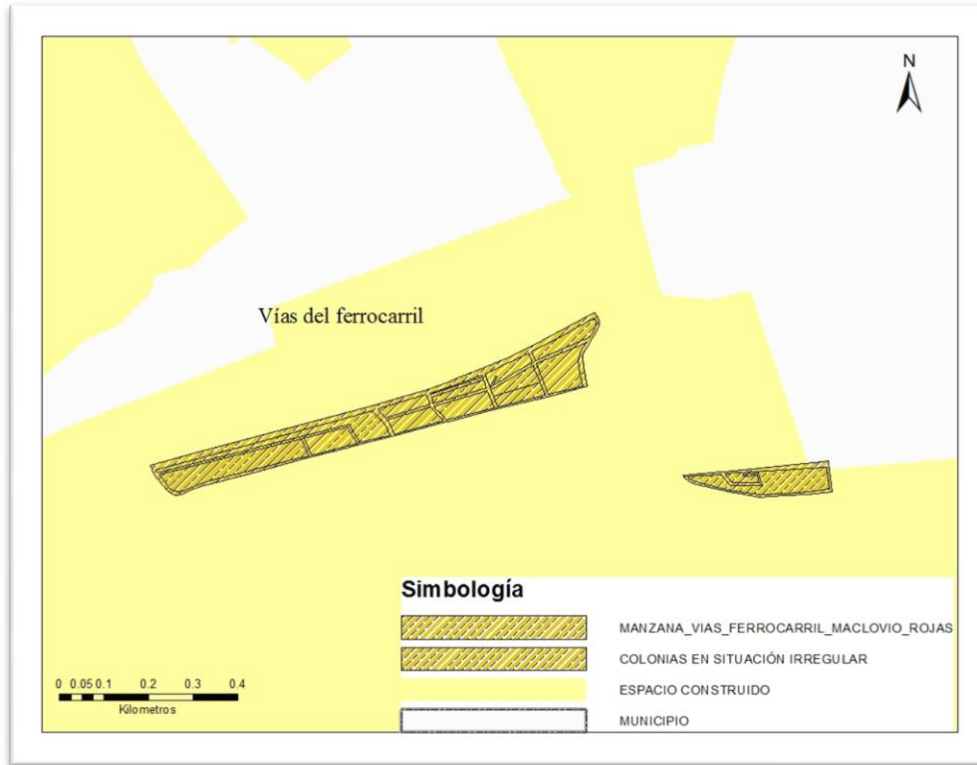 N
Vías del ferrocarril
Simbología
MANZANA_VIAS_FERROCARRIL_MACLOVIO_ROJAS
COLONIAS EN SITUACIÓN IRREGULAR
ESPACIO CONSTRUIDO
MUNICIPIO
0 0.05 0.1 0.2 0.3 0.4
Kilometros